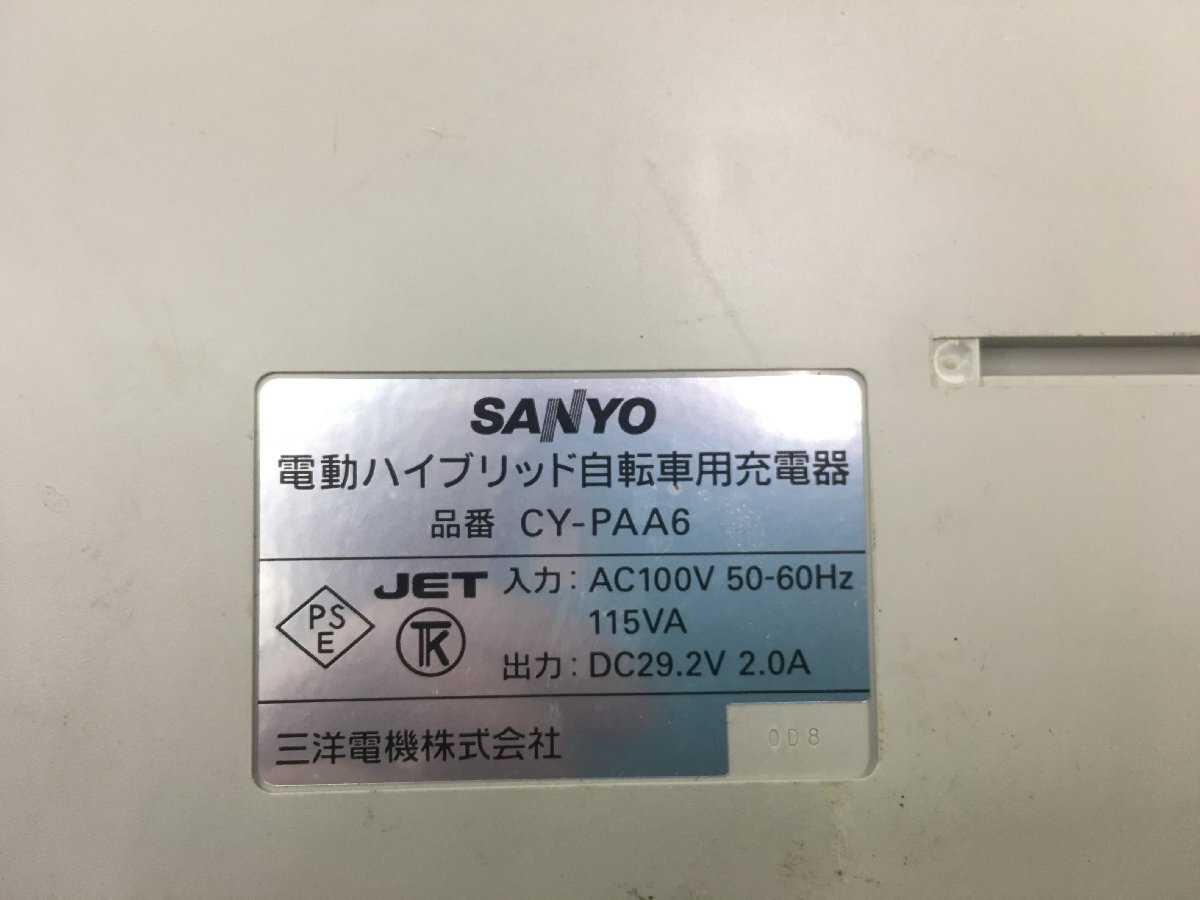 SANYO
電動ハイブリッド自転車用充電器
品番 CY-PAA6
PS
E
JET
TK
入力: AC100V 50-60Hz
115VA
出力: DC29.2V 2.0A
三洋電機株式会社
0D8